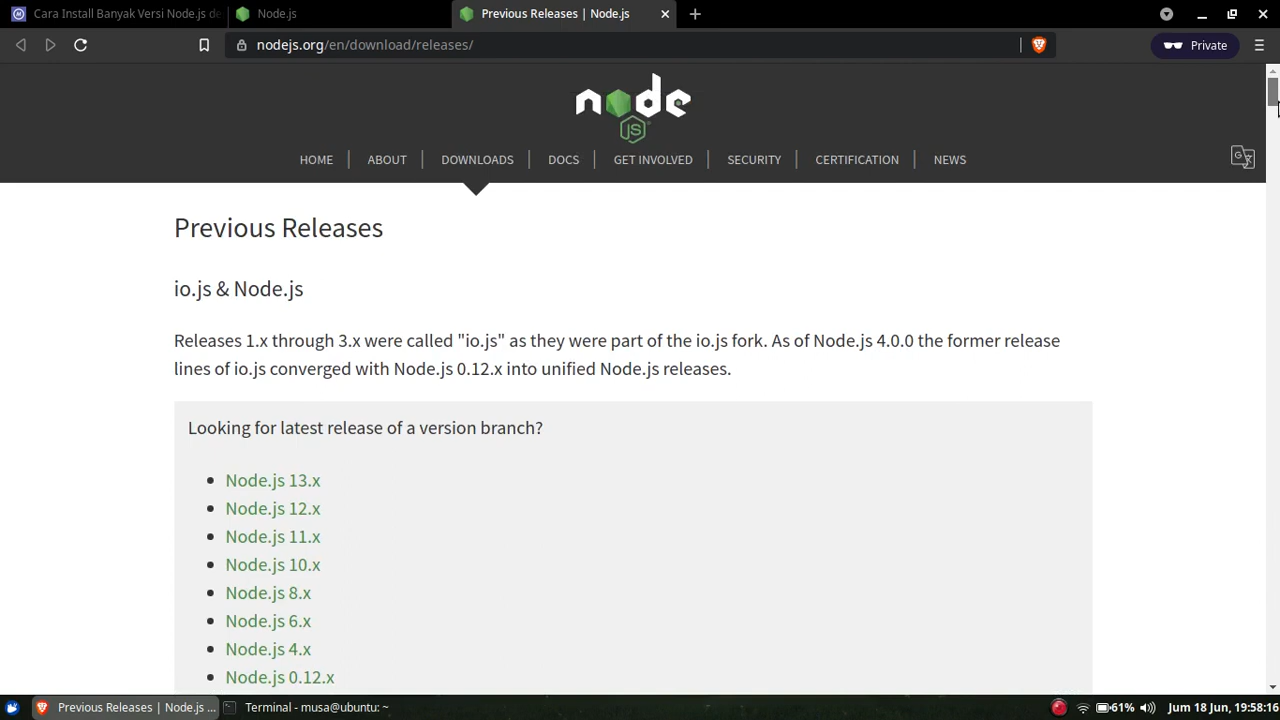 Cara Install Banyak Versi Node.js de
Node.js
Previous Releases | Node.js
nodejs.org/en/download/releases/
Private
node
JS
HOME
ABOUT
DOWNLOADS
DOCS
GET INVOLVED
SECURITY
CERTIFICATION
NEWS
Previous Releases
io.js & Node.js
Releases 1.x through 3.x were called "io.js" as they were part of the io.js fork. As of Node.js 4.0.0 the former release
lines of io.js converged with Node.js 0.12.x into unified Node.js releases.
Looking for latest release of a version branch?
Node.js 13.x
Node.js 12.x
Node.js 11.x
Node.js 10.x
Node.js 8.x
Node.js 6.x
Node.js 4.x
Node.js 0.12.x
Previous Releases | Node.js ...
Terminal - musa@ubuntu: ~
61%
Jum 18 Jun, 19:58:16